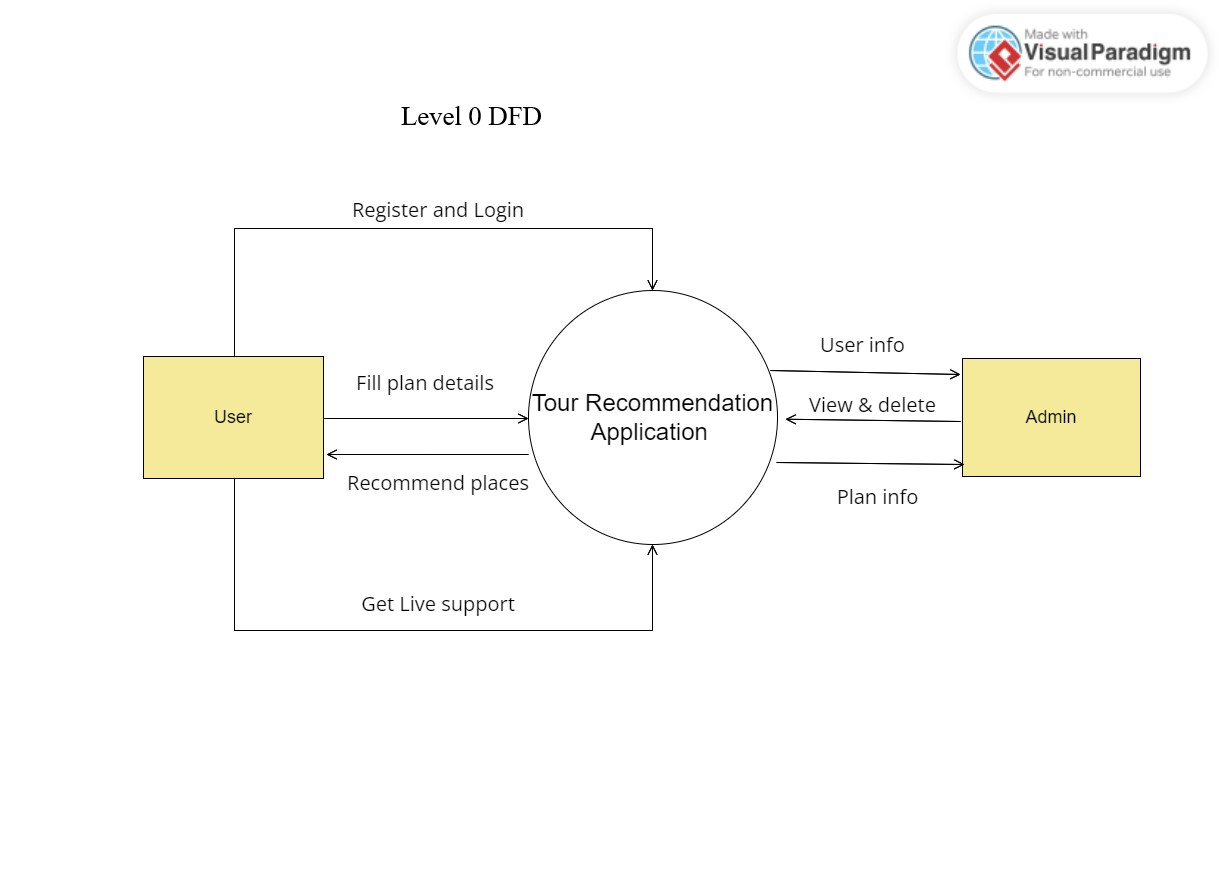 Made with
Visual Paradigm
For non-commercial use
Level 0 DFD
Register and Login
User info
Fill plan details
Tour Recommendation
Application
View & delete
User
Admin
Recommend places
Plan info
Get Live support